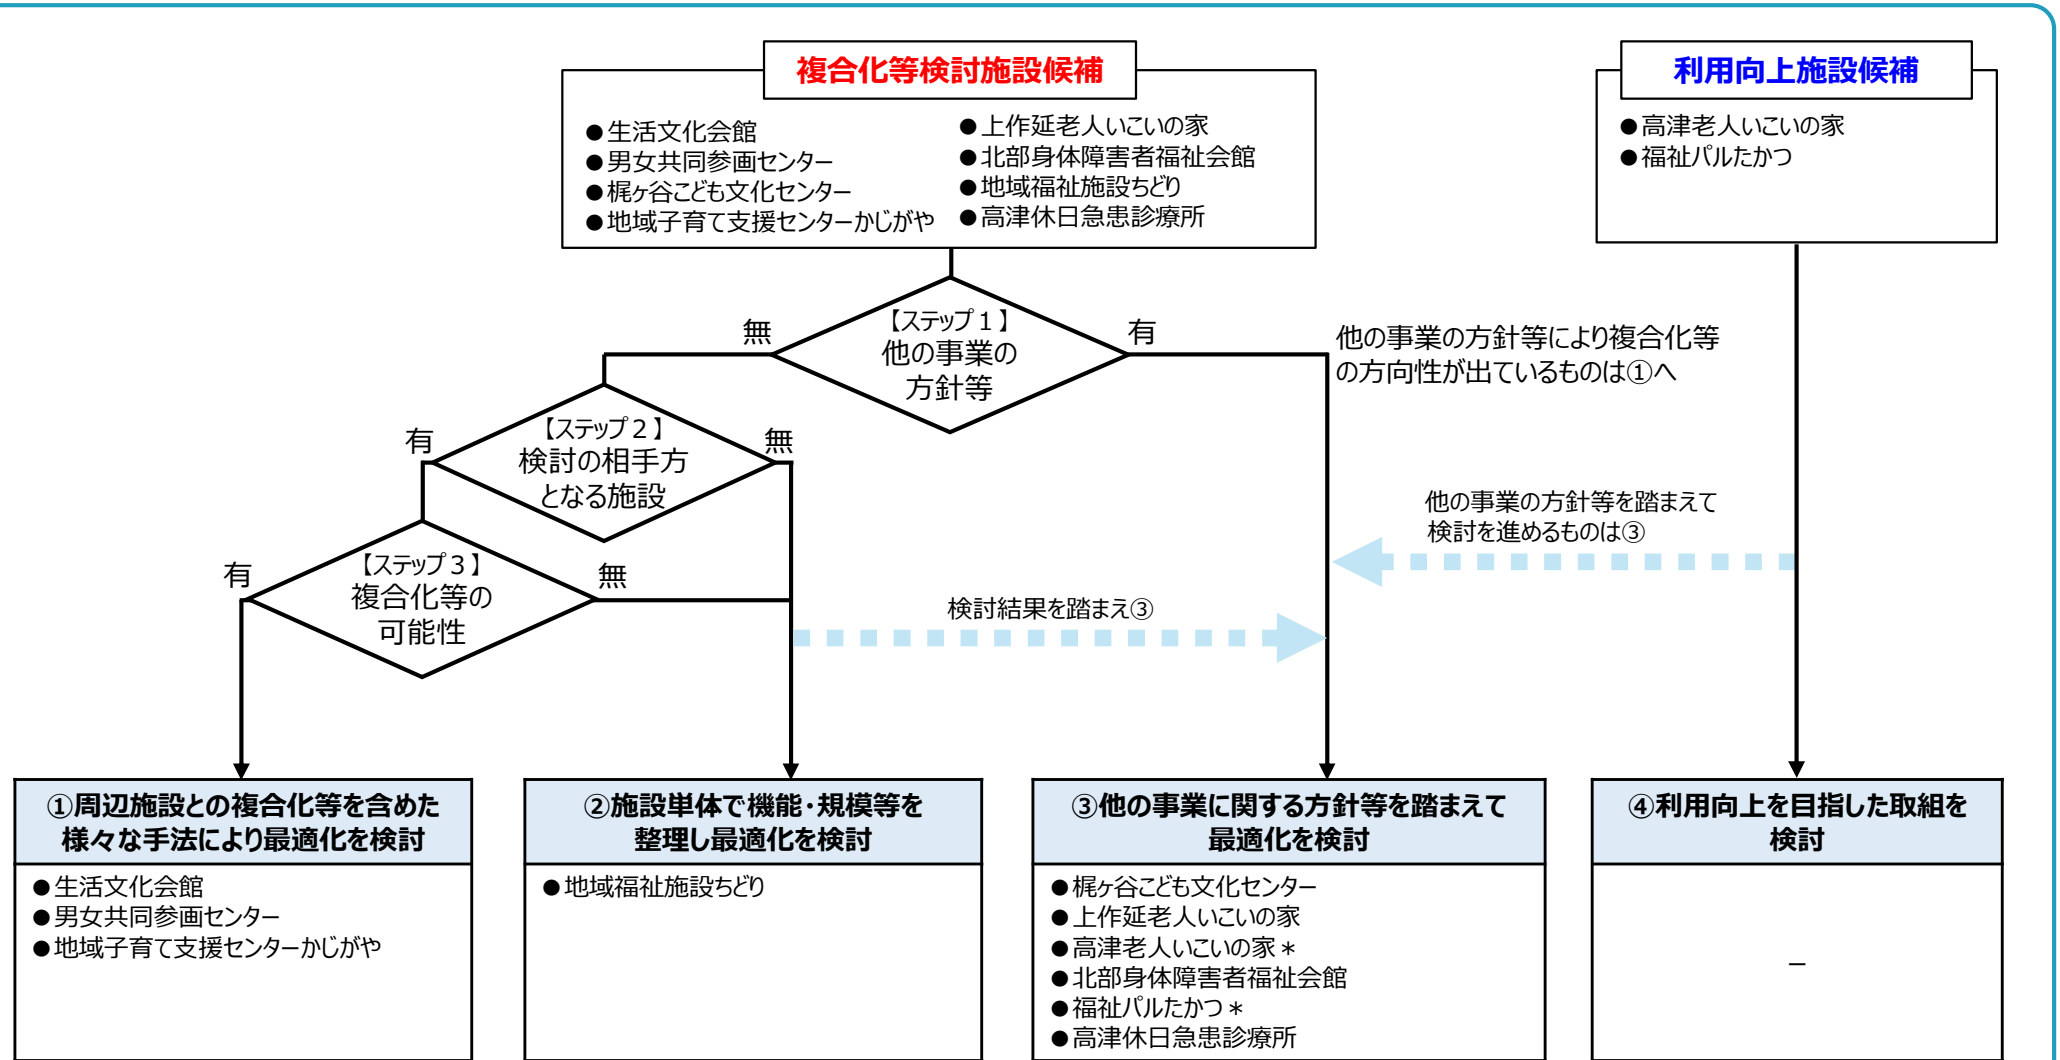 複合化等検討施設候補
●生活文化会館
●男女共同参画センター
●梶ヶ谷こども文化センター
●地域子育て支援センターかじがや
●上作延老人いこいの家
●北部身体障害者福祉会館
●地域福祉施設ちどり
●高津休日急患診療所
利用向上施設候補
●高津老人いこいの家
●福祉パルたかつ
【ステップ1】
他の事業の
方針等
無
有
他の事業の方針等により複合化等
の方向性が出ているものは①へ
【ステップ2】
検討の相手方
となる施設
有
無
他の事業の方針等を踏まえて
検討を進めるものは③
【ステップ3】
複合化等の
可能性
有
無
検討結果を踏まえ③
①周辺施設との複合化等を含めた
様々な手法により最適化を検討
●生活文化会館
●男女共同参画センター
●地域子育て支援センターかじがや
②施設単体で機能・規模等を
整理し最適化を検討
●地域福祉施設ちどり
③他の事業に関する方針等を踏まえて
最適化を検討
●梶ヶ谷こども文化センター
●上作延老人いこいの家
●高津老人いこいの家＊
●北部身体障害者福祉会館
●福祉パルたかつ＊
●高津休日急患診療所
④利用向上を目指した取組を
検討
－